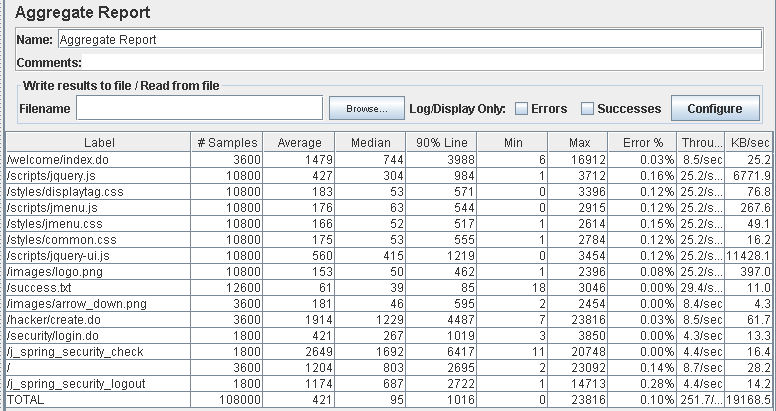 Aggregate Report
Name: Aggregate Report
Comments:
Write results to file / Read from file
Filename Browse... Log/Display Only: Errors Successes Configure
Label # Samples Average Median 90% Line Min Max Error % Throu... KB/sec
/welcome/index.do 3600 1479 744 3988 6 16912 0.03% 8.5/sec 25.2
/scripts/jquery.js 10800 427 304 984 1 3712 0.16% 25.2/s... 6771.9
/styles/displaytag.css 10800 183 53 571 0 3396 0.12% 25.2/s... 76.8
/scripts/jmenu.js 10800 176 63 544 0 2915 0.12% 25.2/s... 267.6
/styles/jmenu.css 10800 166 52 517 1 2614 0.15% 25.2/s... 49.1
/styles/common.css 10800 175 53 555 1 2784 0.12% 25.2/s... 16.2
/scripts/jquery-ui.js 10800 560 415 1219 0 3454 0.12% 25.2/s... 11428.1
/images/logo.png 10800 153 50 462 1 2396 0.08% 25.2/s... 397.0
/success.txt 12600 61 39 85 18 3046 0.00% 29.4/s... 11.0
/images/arrow_down.png 3600 181 46 595 2 2454 0.00% 8.4/sec 4.3
/hacker/create.do 3600 1914 1229 4487 7 23816 0.03% 8.5/sec 61.7
/security/login.do 1800 421 267 1019 3 3850 0.00% 4.3/sec 13.3
/j_spring_security_check 1800 2649 1692 6417 11 20748 0.00% 4.4/sec 16.4
/ 3600 1204 803 2695 2 23092 0.14% 8.7/sec 28.2
/j_spring_security_logout 1800 1174 687 2722 1 14713 0.28% 4.4/sec 14.2
TOTAL 108000 421 95 1016 0 23816 0.10% 251.7/... 19168.5